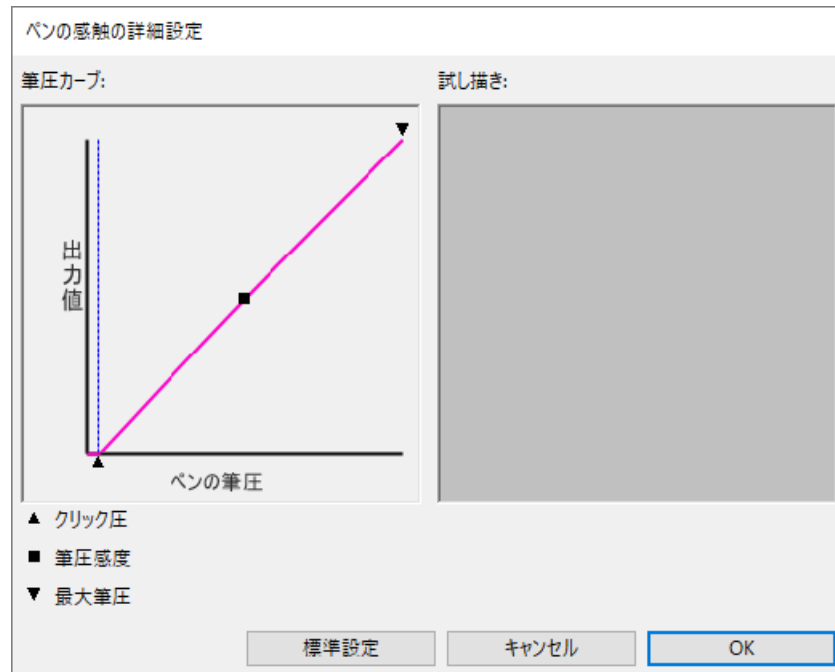 ペンの感触の詳細設定
筆圧カーブ:
試し描き:
出力値
ペンの筆圧
▲ クリック圧
■ 筆圧感度
▼ 最大筆圧
標準設定
キャンセル
OK